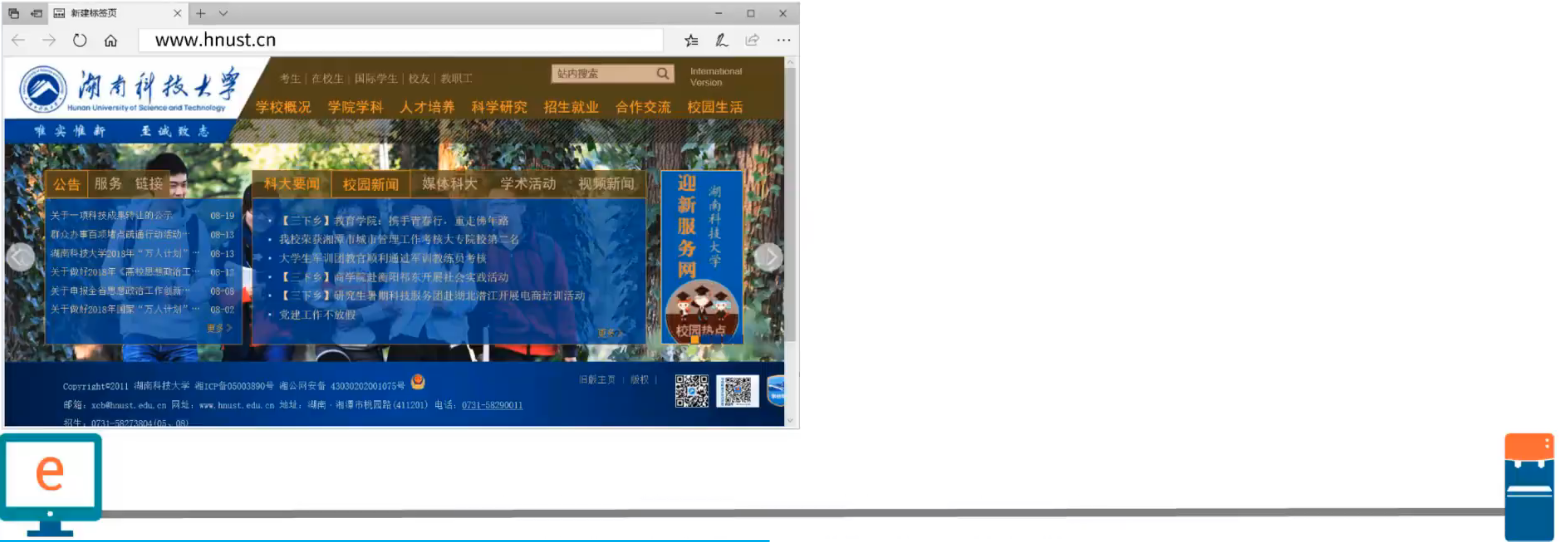 新建标签页
www.hnust.cn
湖南科技大学
Hunan University of Science and Technology
唯实惟新 至诚致志
考生 | 在校生 | 国际学生 | 校友 | 教职工
站内搜索
International
Version
学校概况 学院学科 人才培养 科学研究 招生就业 合作交流 校园生活
公告 服务 链接
关于一项科技成果转让的公示 08-19
群众办事百项堵点疏通行动活动… 08-13
湖南科技大学2018年“万人计划”… 08-13
关于做好2018年《高校思想政治工… 08-13
关于申报全省思想政治工作创新… 08-08
关于做好2018年国家“万人计划”… 08-02
更多>
科大要闻 校园新闻 媒体科大 学术活动 视频新闻
【三下乡】教育学院：携手青春行，重走佛年路
我校荣获湘潭市城市管理工作考核大专院校第二名
大学生军训团教官顺利通过军训教练员考核
【三下乡】商学院赴衡阳祁东开展社会实践活动
【三下乡】研究生暑期科技服务团赴湖北潜江开展电商培训活动
党建工作不放假
更多>
迎新服务网
湖南科技大学
校园热点
Copyright©2011 湖南科技大学 湘ICP备05003890号 湘公网安备 43030202001075号
旧版主页 | 版权 |
邮箱：xcb@hnust.edu.cn 网址：www.hnust.edu.cn 地址：湖南·湘潭市桃园路(411201) 电话：0731-58290011
招生：0731-58273804(05、08)
e